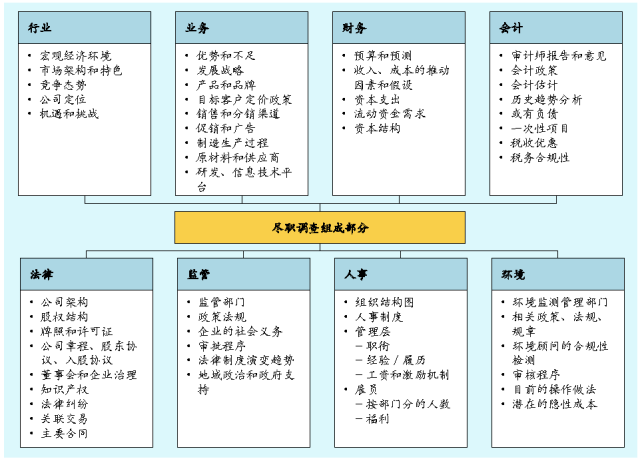 行业
• 宏观经济环境
• 市场架构和特色
• 竞争态势
• 公司定位
• 机遇和挑战
业务
• 优势和不足
• 发展战略
• 产品和品牌
• 目标客户定价政策
• 销售和分销渠道
• 促销和广告
• 制造生产过程
• 原材料和供应商
• 研发、信息技术平
台
财务
• 预算和预测
• 收入、成本的推动
因素和假设
• 资本支出
• 流动资金需求
• 资本结构
会计
• 审计师报告和意见
• 会计政策
• 会计估计
• 历史趋势分析
• 或有负债
• 一次性项目
• 税收优惠
• 税务合规性
尽职调查组成部分
法律
• 公司架构
• 股权结构
• 牌照和许可证
• 公司章程、股东协
议、入股协议
• 董事会和企业治理
• 知识产权
• 法律纠纷
• 关联交易
• 主要合同
监管
• 监管部门
• 政策法规
• 企业的社会义务
• 审批程序
• 法律制度演变趋势
• 地域政治和政府支
持
人事
• 组织结构图
• 人事制度
• 管理层
– 职衔
– 经验／履历
– 工资和激励机制
• 雇员
– 按部门分的人数
– 福利
环境
• 环境监测管理部门
• 相关政策、法规、
规章
• 环境顾问的合规性
检测
• 审核程序
• 目前的操作做法
• 潜在的隐性成本